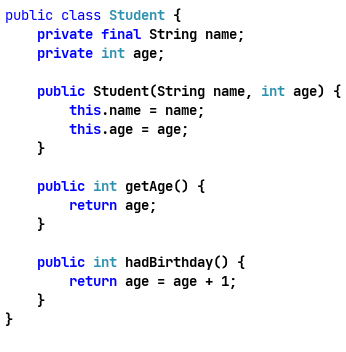 public class Student {
    private final String name;
    private int age;

    public Student(String name, int age) {
        this.name = name;
        this.age = age;
    }

    public int getAge() {
        return age;
    }

    public int hadBirthday() {
        return age = age + 1;
    }
}